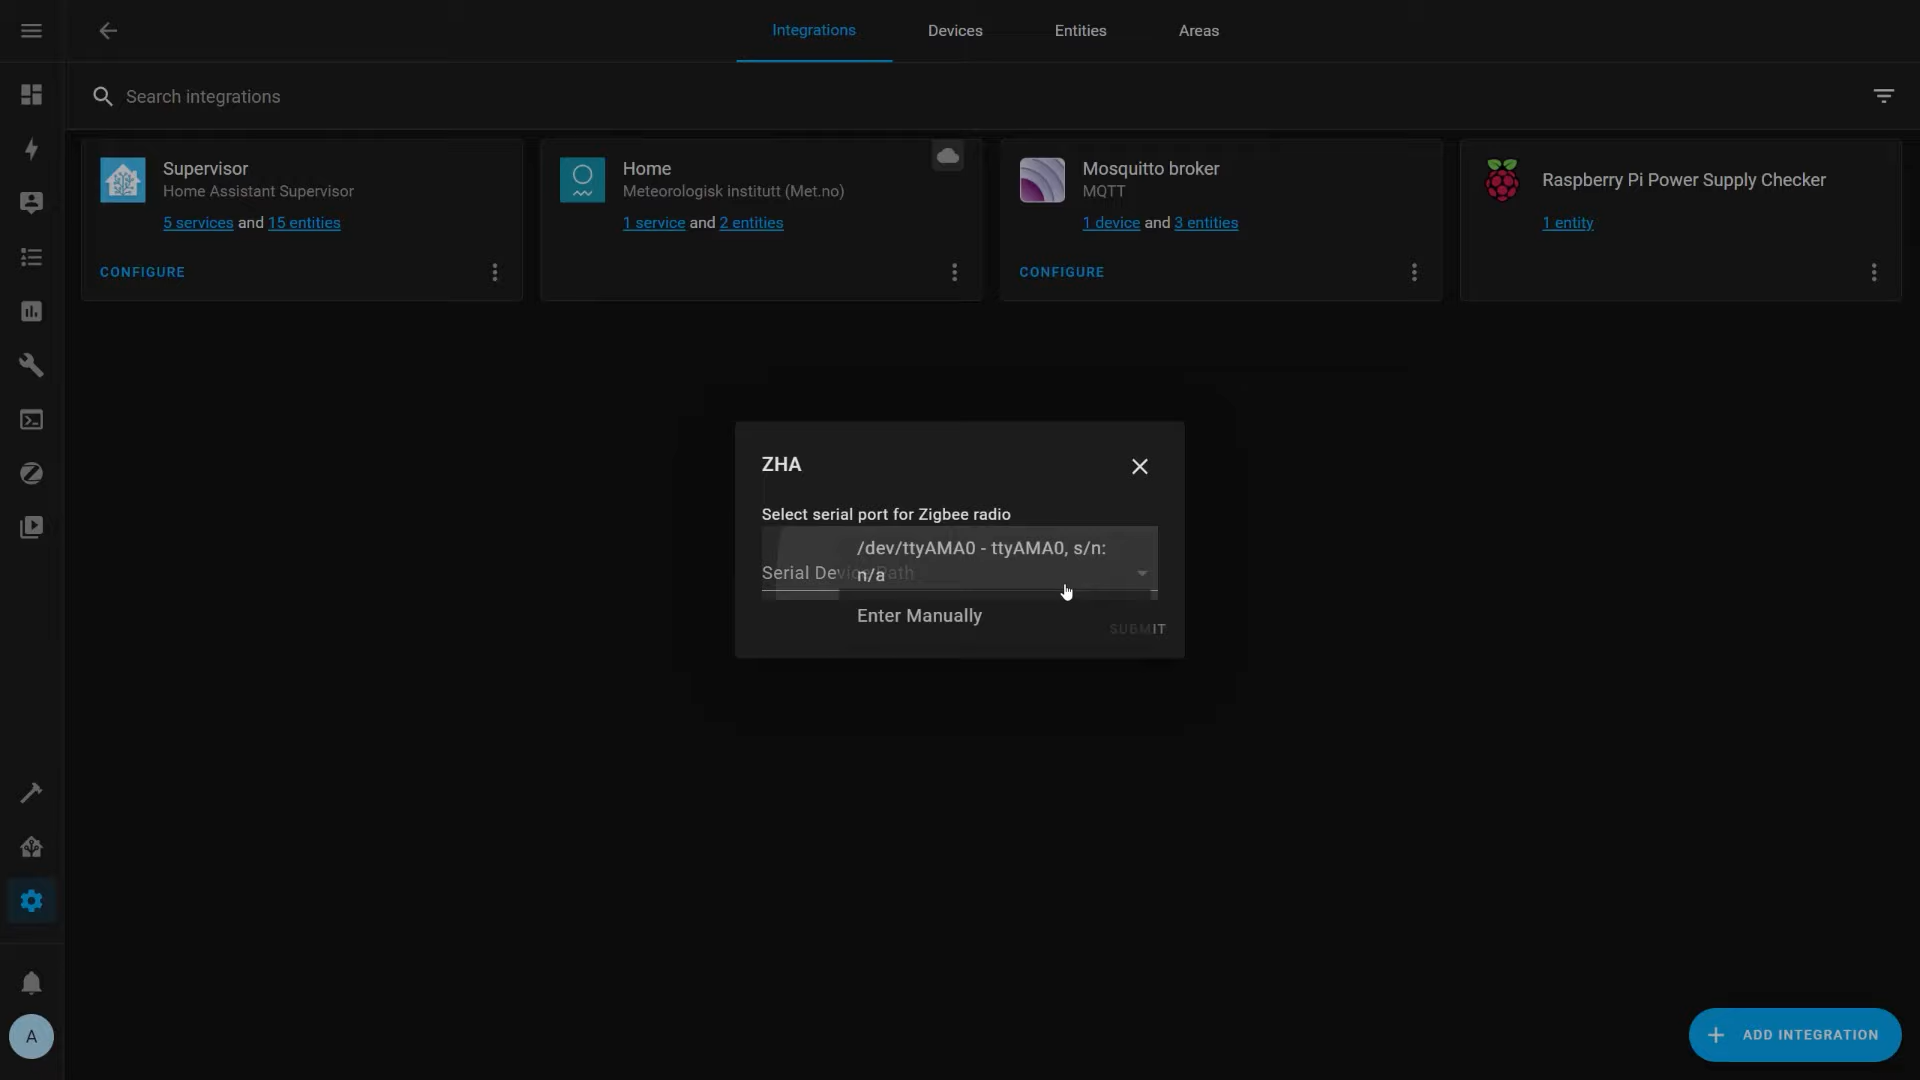 Integrations
Devices
Entities
Areas
Search integrations
Supervisor
Home Assistant Supervisor
5 services and 15 entities
CONFIGURE
Home
Meteorologisk institutt (Met.no)
1 service and 2 entities
Mosquitto broker
MQTT
1 device and 3 entities
CONFIGURE
Raspberry Pi Power Supply Checker
1 entity
ZHA
Select serial port for Zigbee radio
/dev/ttyAMA0 - ttyAMA0, s/n:
n/a
Serial Device Path
Enter Manually
SUBMIT
A
ADD INTEGRATION